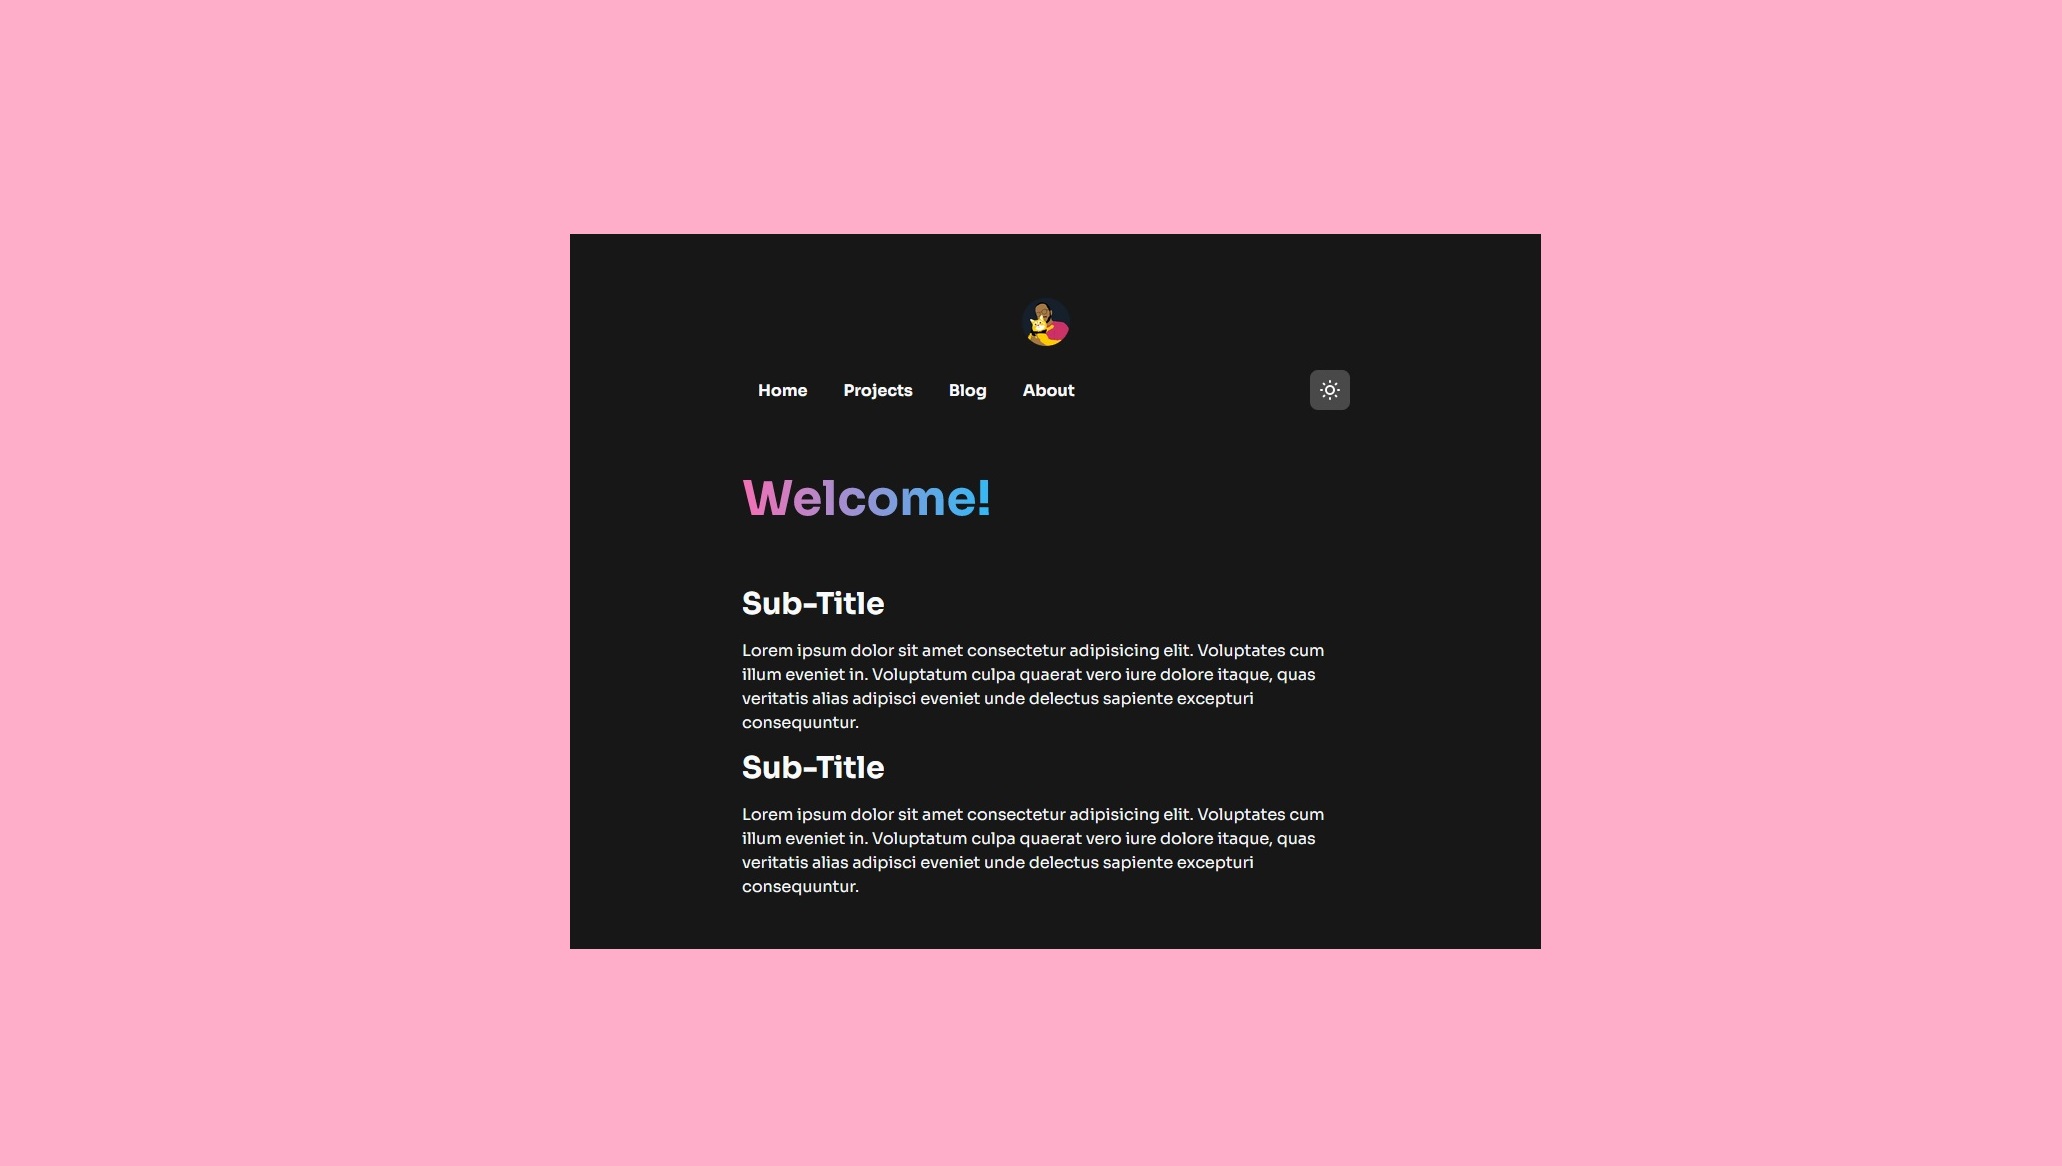 Home Projects Blog About
Welcome!
Sub-Title
Lorem ipsum dolor sit amet consectetur adipisicing elit. Voluptates cum
illum eveniet in. Voluptatum culpa quaerat vero iure dolore itaque, quas
veritatis alias adipisci eveniet unde delectus sapiente excepturi
consequuntur.
Sub-Title
Lorem ipsum dolor sit amet consectetur adipisicing elit. Voluptates cum
illum eveniet in. Voluptatum culpa quaerat vero iure dolore itaque, quas
veritatis alias adipisci eveniet unde delectus sapiente excepturi
consequuntur.